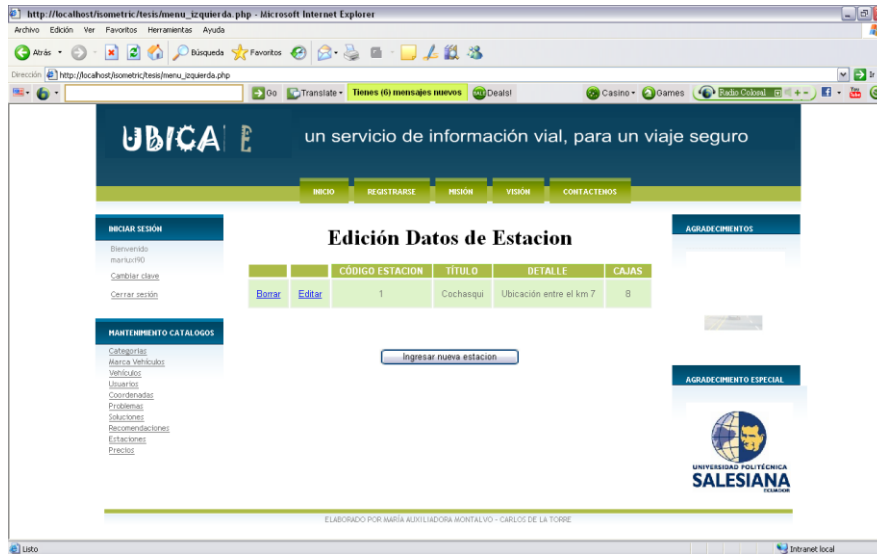 http://localhost/isometric/tesis/menu_izquierda.php - Microsoft Internet Explorer
Archivo Edición Ver Favoritos Herramientas Ayuda
Atrás Búsqueda Favoritos
Dirección http://localhost/isometric/tesis/menu_izquierda.php Ir
Go Translate Tienes (6) mensajes nuevos Deals! Casino Games Radio Colosal
UBICA E un servicio de información vial, para un viaje seguro
INICIO REGISTRARSE MISIÓN VISIÓN CONTACTENOS
INICIAR SESIÓN
Bienvenido
mariuxi90
Cambiar clave
Cerrar sesión
MANTENIMIENTO CATALOGOS
Categorias
Marca Vehículos
Vehículos
Usuarios
Coordenadas
Problemas
Soluciones
Recomendaciones
Estaciones
Precios
Edición Datos de Estacion
CÓDIGO ESTACION TÍTULO DETALLE CAJAS
Borrar Editar 1 Cochasqui Ubicación entre el km 7 8
Ingresar nueva estacion
AGRADECIMIENTOS
AGRADECIMIENTO ESPECIAL
UNIVERSIDAD POLITÉCNICA
SALESIANA
ECUADOR
ELABORADO POR MARÍA AUXILIADORA MONTALVO - CARLOS DE LA TORRE
Listo Intranet local